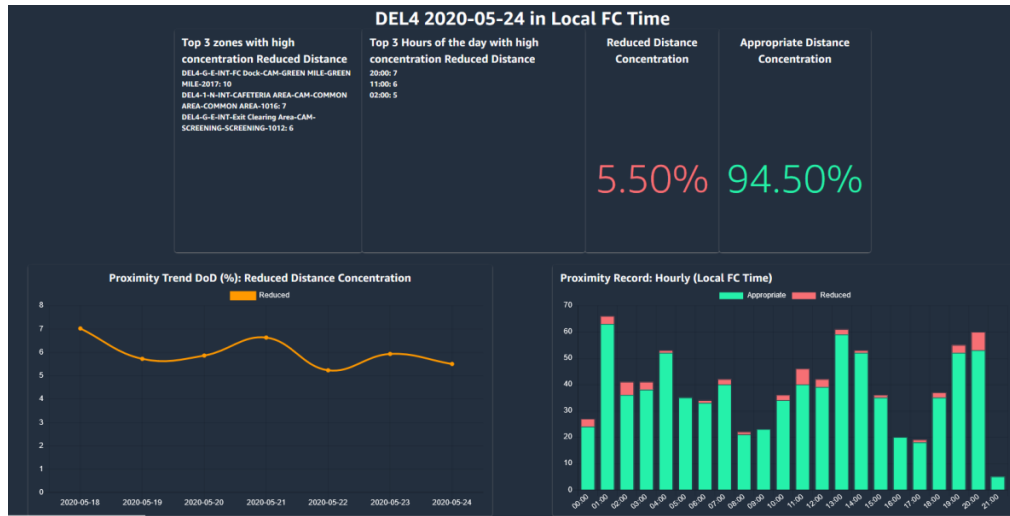 DEL4 2020-05-24 in Local FC Time
Top 3 zones with high
concentration Reduced Distance
DEL4-G-E-INT-FC Dock-CAM-GREEN MILE-GREEN
MILE-2017: 10
DEL4-1-N-INT-CAFETERIA AREA-CAM-COMMON
AREA-COMMON AREA-1016: 7
DEL4-G-E-INT-Exit Clearing Area-CAM-
SCREENING-SCREENING-1012: 6
Top 3 Hours of the day with high
concentration Reduced Distance
20:00: 7
11:00: 6
02:00: 5
Reduced Distance
Concentration
5.50%
Appropriate Distance
Concentration
94.50%
Proximity Trend DoD (%): Reduced Distance Concentration
Reduced
8
7
6
5
4
3
2
1
0
2020-05-18 2020-05-19 2020-05-20 2020-05-21 2020-05-22 2020-05-23 2020-05-24
Proximity Record: Hourly (Local FC Time)
Appropriate Reduced
70
60
50
40
30
20
10
0
00:00 01:00 02:00 03:00 04:00 05:00 06:00 07:00 08:00 09:00 10:00 11:00 12:00 13:00 14:00 15:00 16:00 17:00 18:00 19:00 20:00 21:00